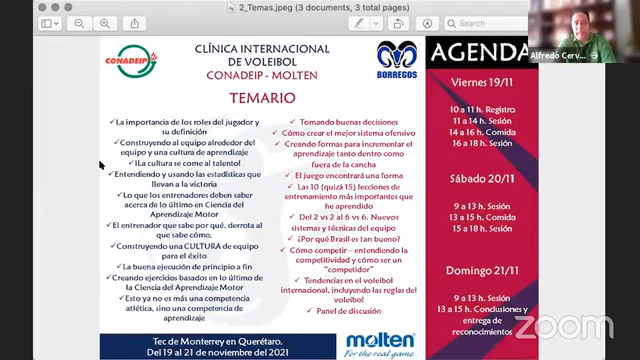 2_Temas.jpeg (3 documents, 3 total pages)
Alfredo Cerv...
CONADEIP
CLÍNICA INTERNACIONAL
DE VOLEIBOL
CONADEIP - MOLTEN
BORREGOS
TEMARIO
✓La importancia de los roles del jugador y
su definición
✓Construyendo al equipo alrededor del
equipo y una cultura de aprendizaje
✓¡La cultura se come al talento!
✓Entendiendo y usando las estadísticas que
llevan a la victoria
✓Lo que los entrenadores deben saber
acerca de lo último en Ciencia del
Aprendizaje Motor
✓El entrenador que sabe por qué, derrota al
que sabe cómo.
✓Construyendo una CULTURA de equipo
para el éxito
✓La buena ejecución de principio a fin
✓Creando ejercicios basados en lo último de
la Ciencia del Aprendizaje Motor
✓Esto ya no es más una competencia
atlética, sino una competencia de
aprendizaje
✓Tomando buenas decisiones
✓Cómo crear el mejor sistema ofensivo
✓Creando formas para incrementar el
aprendizaje tanto dentro como
fuera de la cancha
✓El juego encontrará una forma
✓Las 10 (quizá 15) lecciones de
entrenamiento más importantes que
he aprendido
✓Del 2 vs 2 al 6 vs 6. Nuevos
sistemas y técnicas del equipo
✓¿Por qué Brasil es tan bueno?
✓Cómo competir – entendiendo la
competitividad y cómo ser un
"competidor"
✓Tendencias en el voleibol
internacional, incluyendo las reglas del
voleibol
✓Panel de discusión
Tec de Monterrey en Querétaro.
Del 19 al 21 de noviembre del 2021
molten
For the real game
AGENDA
Viernes 19/11
10 a 11 h. Registro
11 a 14 h. Sesión
14 a 16 h. Comida
16 a 18 h. Sesión
Sábado 20/11
9 a 13 h. Sesión
13 a 15 h. Comida
15 a 18 h. Sesión
Domingo 21/11
9 a 13 h. Sesión
13 a 15 h. Conclusiones y
entrega de
reconocimientos
zoom